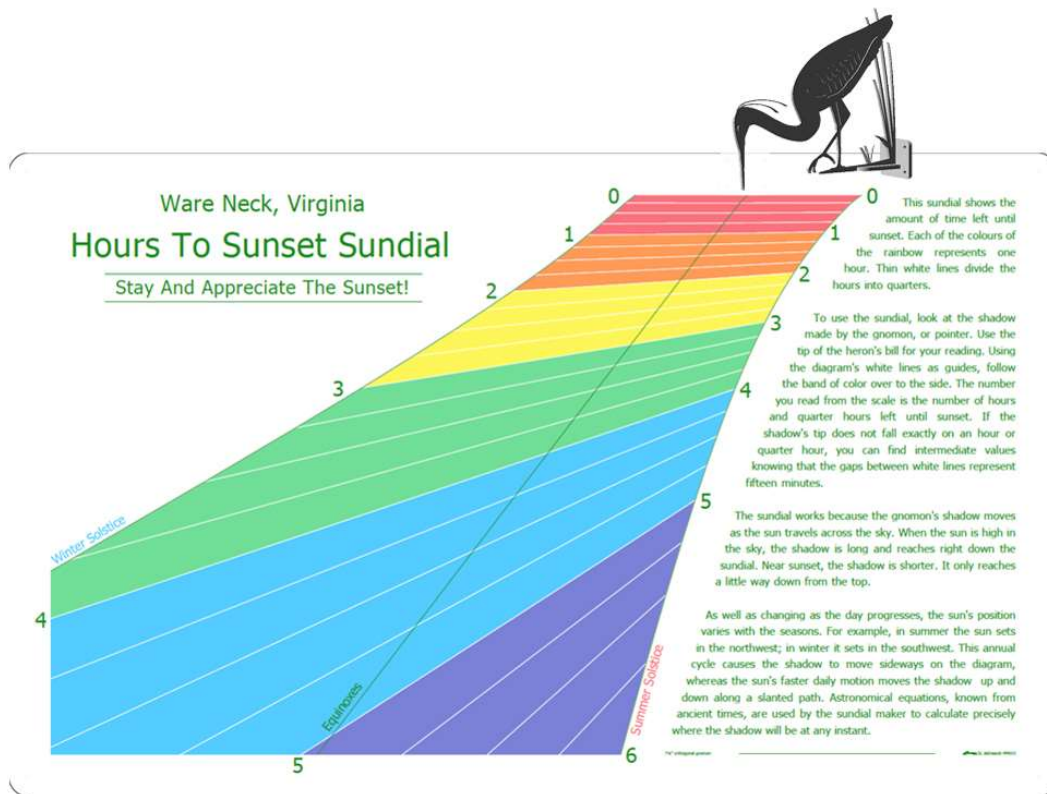 Ware Neck, Virginia
Hours To Sunset Sundial
Stay And Appreciate The Sunset!
0
1
2
3
4
5
0
1
2
3
4
5
6
Winter Solstice
Equinoxes
Summer Solstice
This sundial shows the
amount of time left until
sunset. Each of the colours of
the rainbow represents one
hour. Thin white lines divide the
hours into quarters.
To use the sundial, look at the shadow
made by the gnomon, or pointer. Use the
tip of the heron's bill for your reading. Using
the diagram's white lines as guides, follow
the band of color over to the side. The number
you read from the scale is the number of hours
and quarter hours left until sunset. If the
shadow's tip does not fall exactly on an hour or
quarter hour, you can find intermediate values
knowing that the gaps between white lines represent
fifteen minutes.
The sundial works because the gnomon's shadow moves
as the sun travels across the sky. When the sun is high in
the sky, the shadow is long and reaches right down the
sundial. Near sunset, the shadow is shorter. It only reaches
a little way down from the top.
As well as changing as the day progresses, the sun's position
varies with the seasons. For example, in summer the sun sets
in the northwest; in winter it sets in the southwest. This annual
cycle causes the shadow to move sideways on the diagram,
whereas the sun's faster daily motion moves the shadow up and
down along a slanted path. Astronomical equations, known from
ancient times, are used by the sundial maker to calculate precisely
where the shadow will be at any instant.